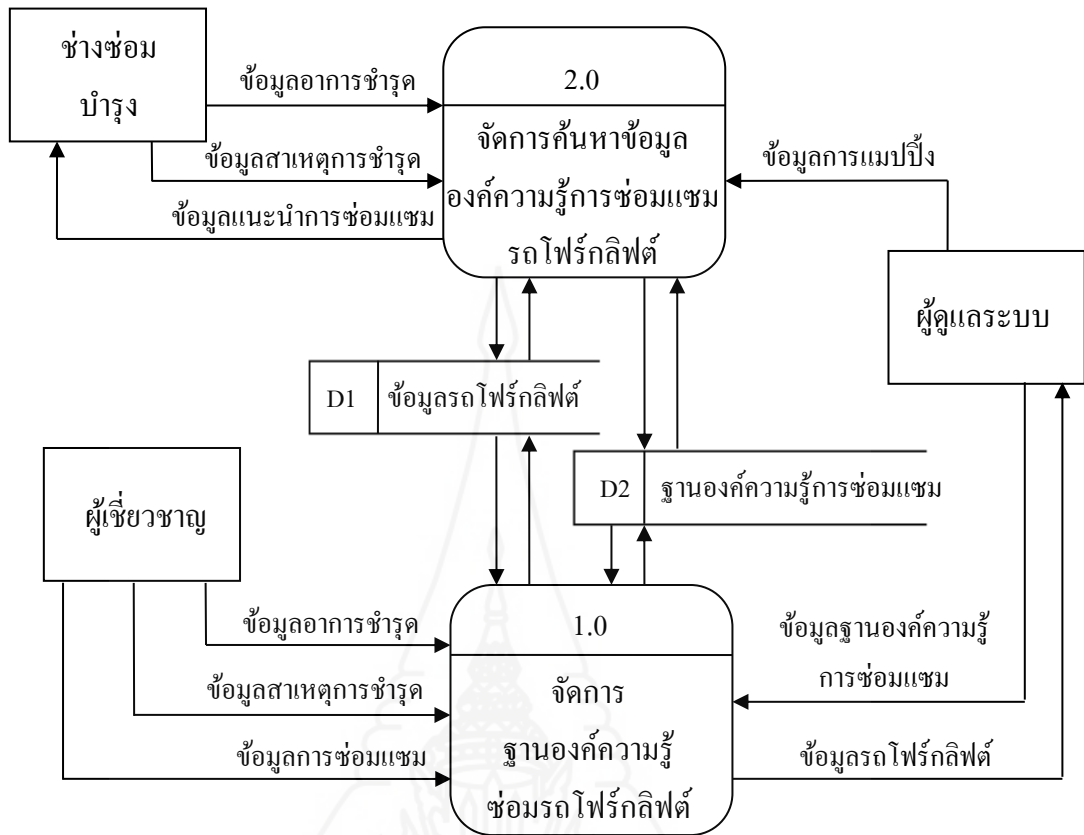 ช่างซ่อม
บำรุง
ข้อมูลอาการชำรุด
ข้อมูลสาเหตุการชำรุด
ข้อมูลแนะนำการซ่อมแซม
2.0
จัดการค้นหาข้อมูล
องค์ความรู้การซ่อมแซม
รถโฟร์กลิฟต์
ข้อมูลการแมปปิ้ง
ผู้ดูแลระบบ
D1 ข้อมูลรถโฟร์กลิฟต์
D2 ฐานองค์ความรู้การซ่อมแซม
ผู้เชี่ยวชาญ
ข้อมูลอาการชำรุด
ข้อมูลสาเหตุการชำรุด
ข้อมูลการซ่อมแซม
1.0
จัดการ
ฐานองค์ความรู้
ซ่อมรถโฟร์กลิฟต์
ข้อมูลฐานองค์ความรู้
การซ่อมแซม
ข้อมูลรถโฟร์กลิฟต์